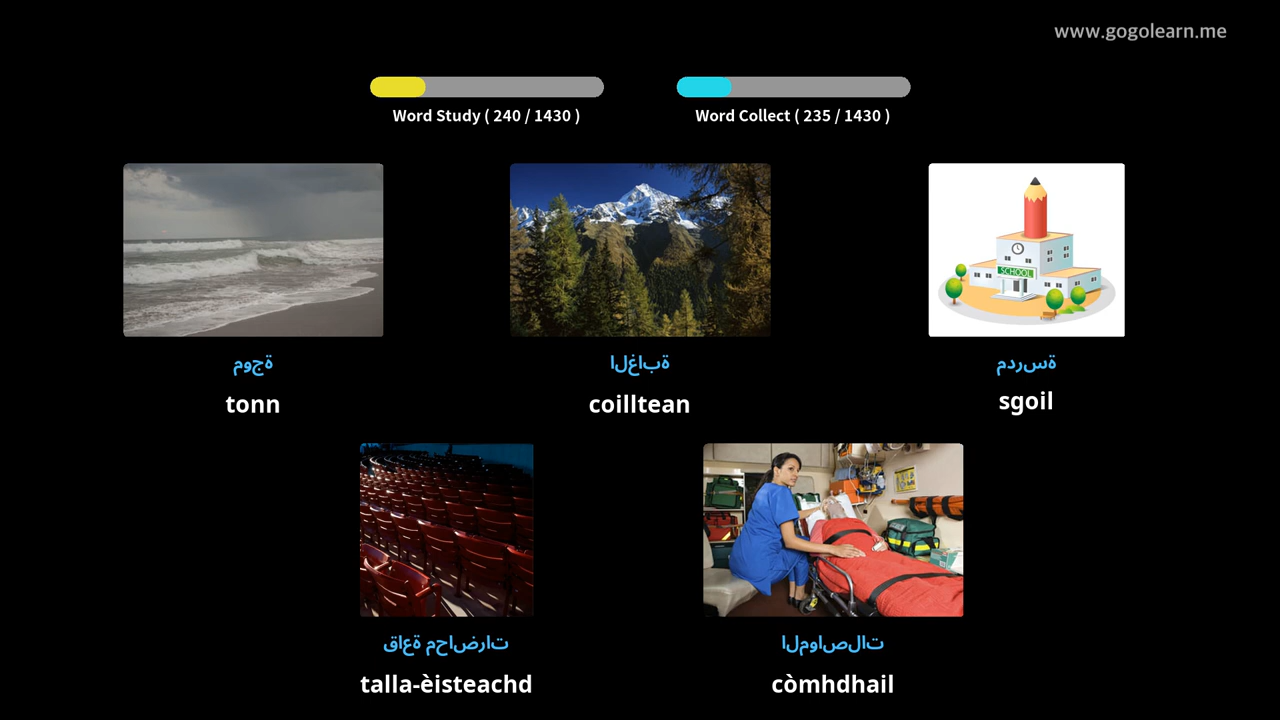 www.gogolearn.me
Word Study ( 240 / 1430 )
Word Collect ( 235 / 1430 )
SCHOOL
موجة
الغابة
مدرسة
tonn
coilltean
sgoil
قاعة محاضرات
المواصلات
talla-èisteachd
còmhdhail